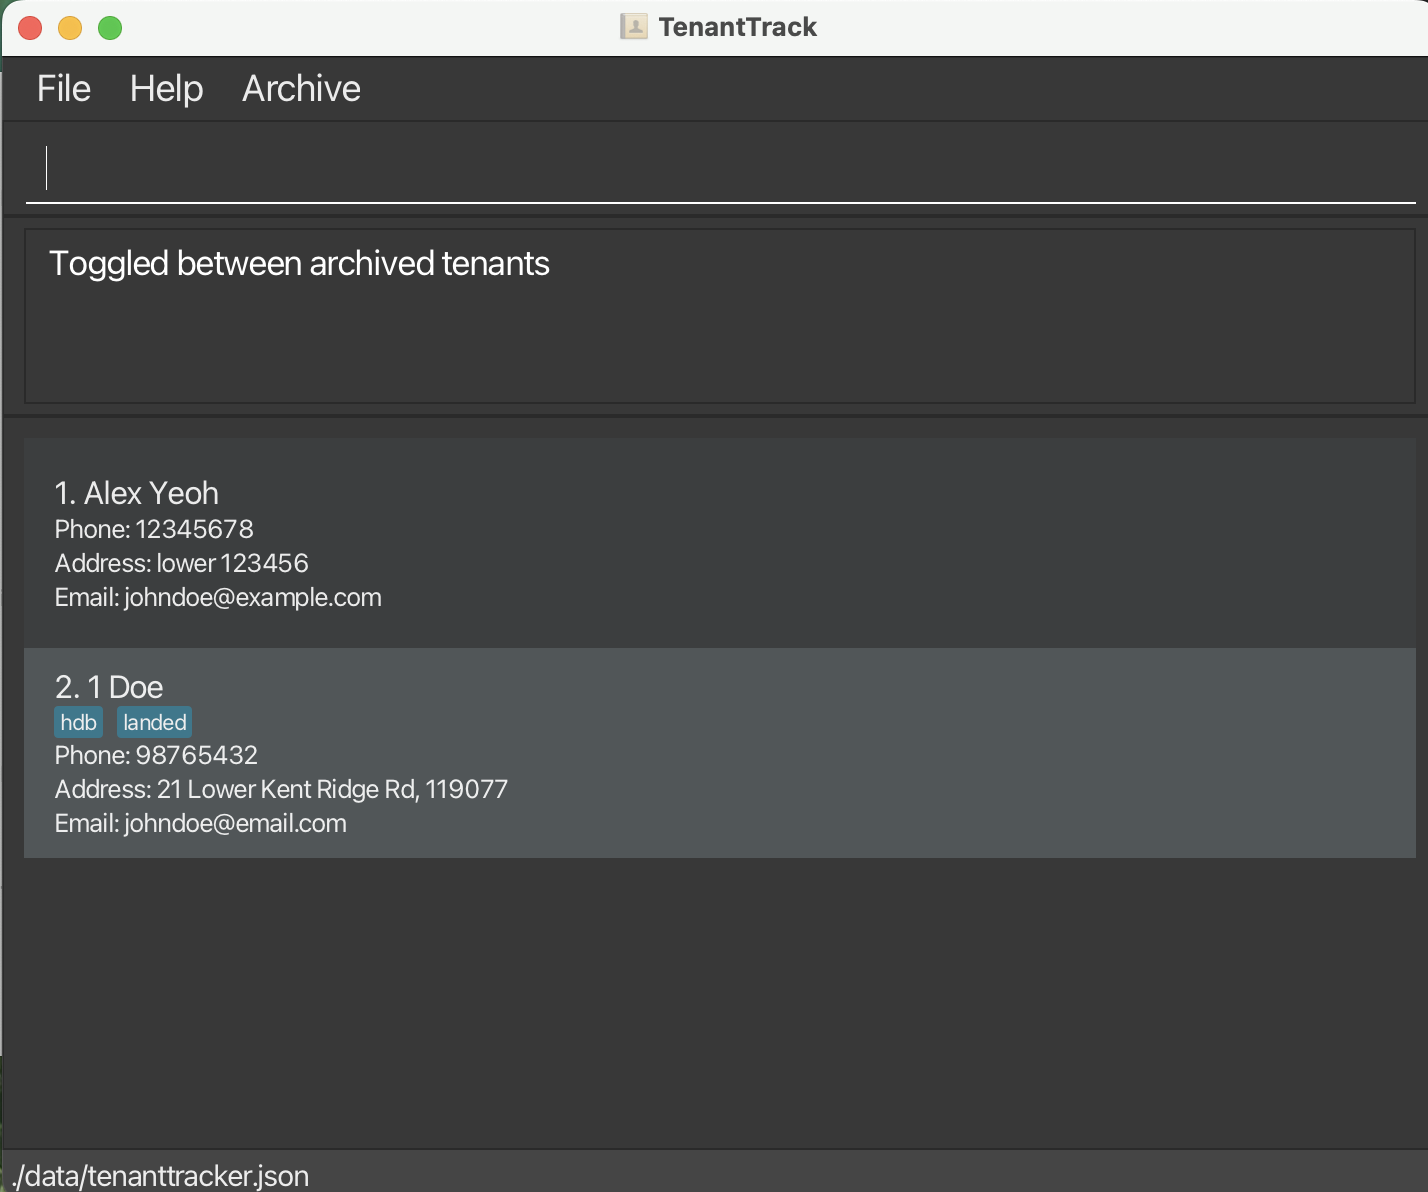 TenantTrack
File Help Archive
Toggled between archived tenants
1. Alex Yeoh
Phone: 12345678
Address: lower 123456
Email: johndoe@example.com
2. 1 Doe
hdb landed
Phone: 98765432
Address: 21 Lower Kent Ridge Rd, 119077
Email: johndoe@email.com
./data/tenanttracker.json